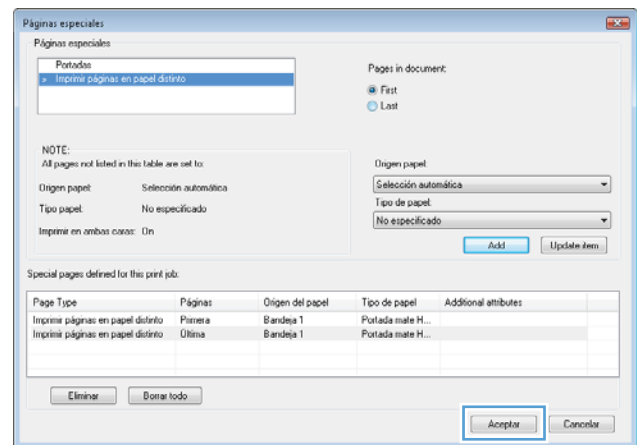 Páginas especiales
Páginas especiales
Portadas
> Imprimir páginas en papel distinto
Pages in document:
First
Last
NOTE:
All pages not listed in this table are set to:
Origen papel: Selección automática
Tipo papel: No especificado
Imprimir en ambas caras: On
Origen papel:
Selección automática
Tipo de papel:
No especificado
Add Update item
Special pages defined for this print job:
Page Type Páginas Origen del papel Tipo de papel Additional attributes
Imprimir páginas en papel distinto Primera Bandeja 1 Portada mate H...
Imprimir páginas en papel distinto Última Bandeja 1 Portada mate H...
Eliminar Borrar todo
Aceptar Cancelar